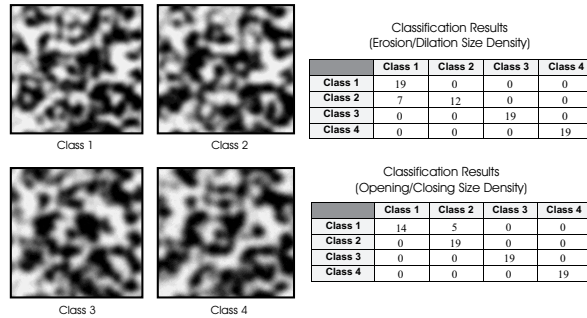 Class 1
Class 2
Classification Results
(Erosion/Dilation Size Density)
Class 1 Class 2 Class 3 Class 4
Class 1 19 0 0 0
Class 2 7 12 0 0
Class 3 0 0 19 0
Class 4 0 0 0 19
Class 3
Class 4
Classification Results
(Opening/Closing Size Density)
Class 1 Class 2 Class 3 Class 4
Class 1 14 5 0 0
Class 2 0 19 0 0
Class 3 0 0 19 0
Class 4 0 0 0 19